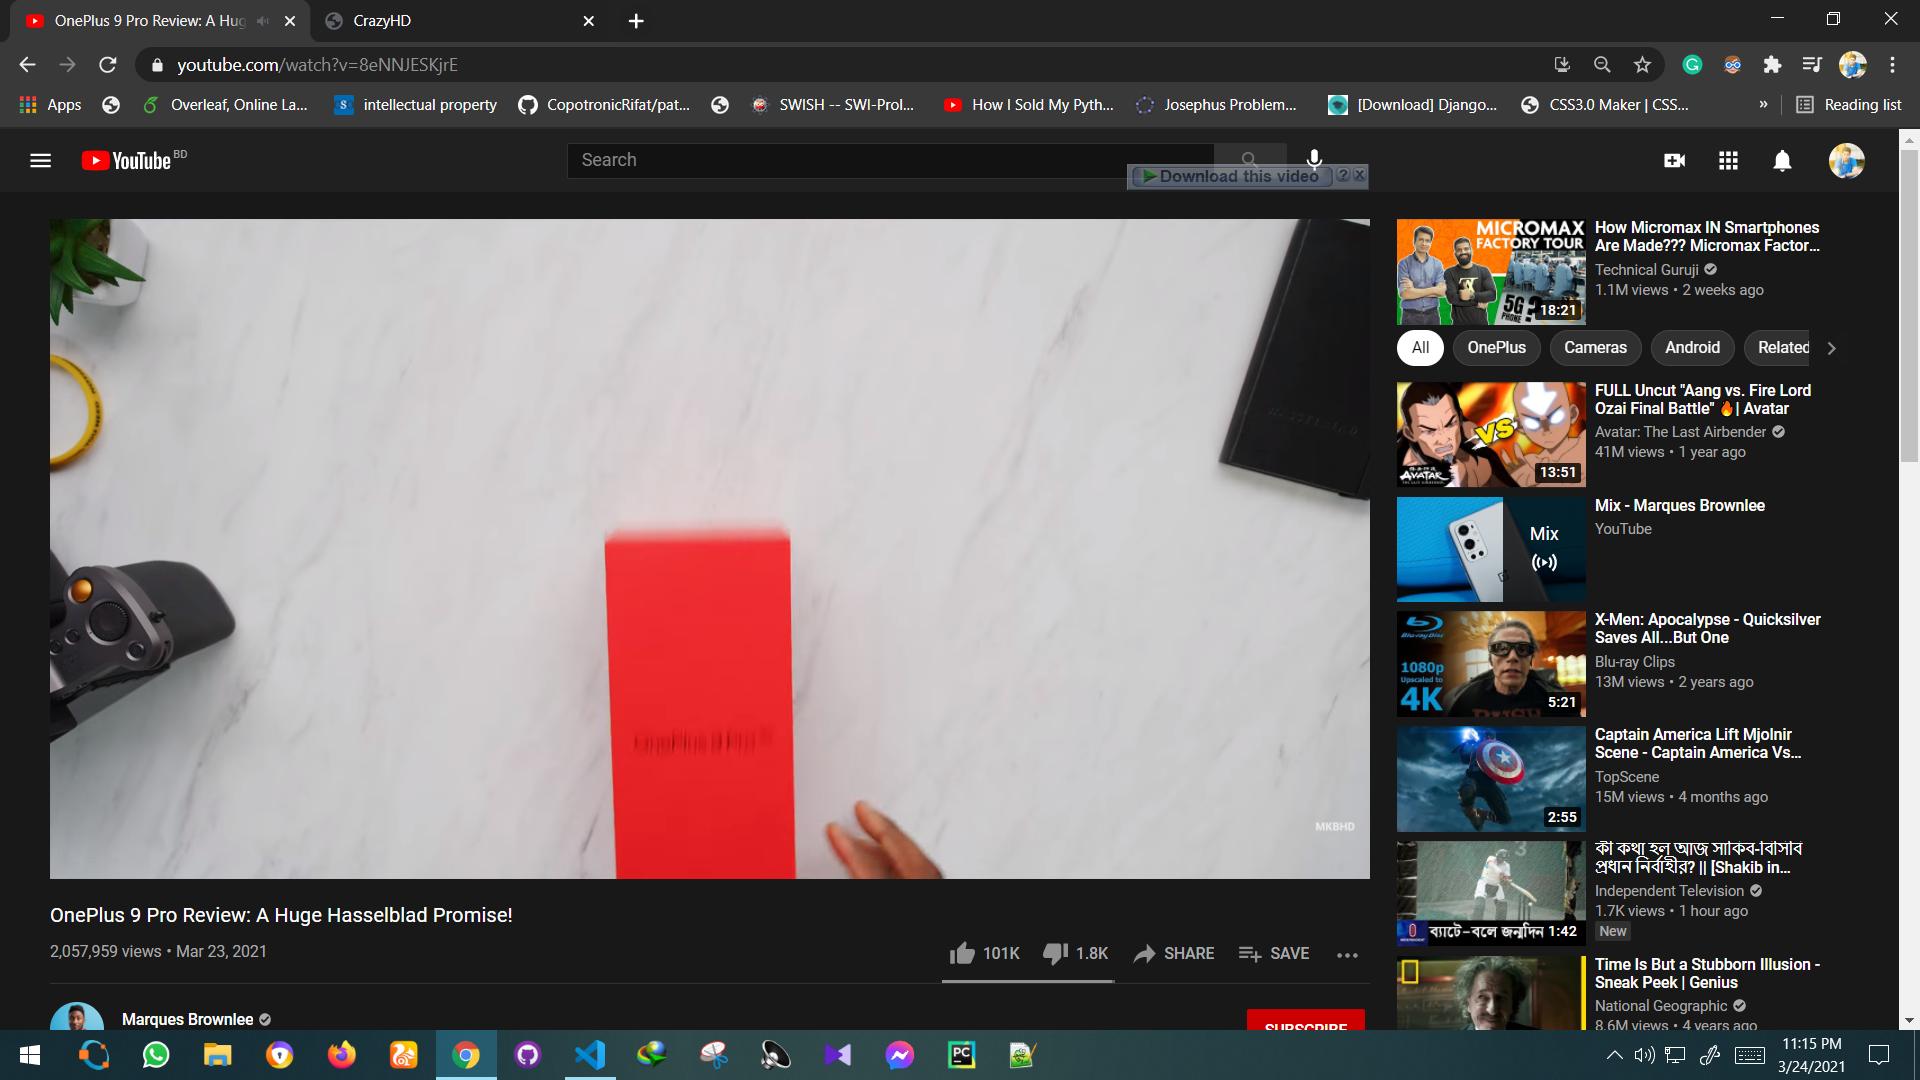 OnePlus 9 Pro Review: A Hug
CrazyHD
youtube.com/watch?v=8eNNJESKjrE
Apps
Overleaf, Online La...
intellectual property
CopotronicRifat/pat...
SWISH -- SWI-Prol...
How I Sold My Pyth...
Josephus Problem...
[Download] Django...
CSS3.0 Maker | CSS...
»
Reading list
YouTube BD
Search
Download this video
MKBHD
OnePlus 9 Pro Review: A Huge Hasselblad Promise!
2,057,959 views • Mar 23, 2021
101K 1.8K SHARE SAVE
Marques Brownlee
SUBSCRIBE
MICROMAX
FACTORY TOUR
5G
PHONE ?
18:21
How Micromax IN Smartphones
Are Made??? Micromax Factor...
Technical Guruji
1.1M views • 2 weeks ago
All OnePlus Cameras Android Related
VS
AVATAR
13:51
FULL Uncut "Aang vs. Fire Lord
Ozai Final Battle" 🔥| Avatar
Avatar: The Last Airbender
41M views • 1 year ago
Mix
Mix - Marques Brownlee
YouTube
Blu-ray Disc
1080p
Upscaled to
4K
5:21
X-Men: Apocalypse - Quicksilver
Saves All...But One
Blu-ray Clips
13M views • 2 years ago
2:55
Captain America Lift Mjolnir
Scene - Captain America Vs...
TopScene
15M views • 4 months ago
3
ব্যাটে-বলে জন্মদিন 1:42
কী কথা হল আজ সাকিব-বিসিবি
প্রধান নির্বাহীর? || [Shakib in...
Independent Television
1.7K views • 1 hour ago
New
Time Is But a Stubborn Illusion -
Sneak Peek | Genius
National Geographic
8.6M views • 4 years ago
11:15 PM
3/24/2021